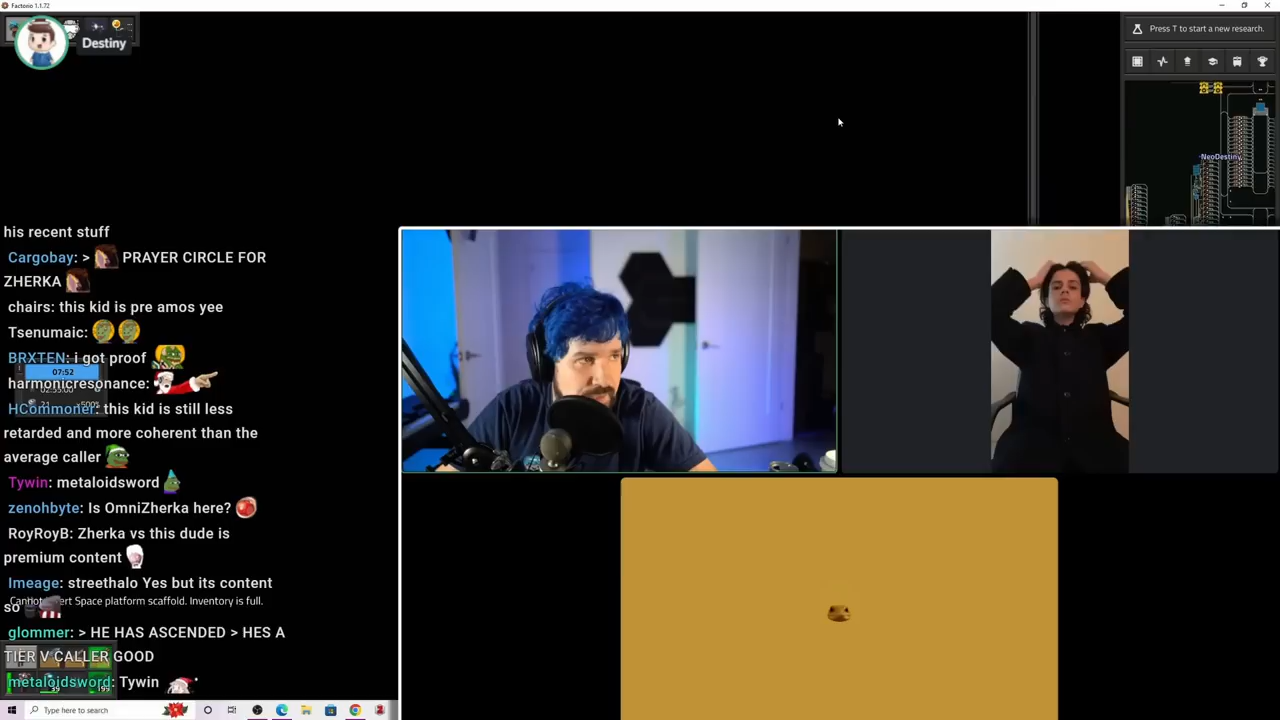 Factorio 1.1.72
Destiny
Press T to start a new research.
NeoDestiny
his recent stuff
Cargobay: > PRAYER CIRCLE FOR
ZHERKA
chairs: this kid is pre amos yee
Tsenumaic:
BRXTEN: i got proof
07:52
harmonicresonance:
HCommoner: this kid is still less
retarded and more coherent than the
average caller
Tywin: metaloidsword
zenohbyte: Is OmniZherka here?
RoyRoyB: Zherka vs this dude is
premium content
Imeage: streethalo Yes but its content
so
Space platform scaffold. Inventory is full.
glommer: > HE HAS ASCENDED > HES A
TIER V CALLER GOOD
metaloidsword: Tywin
Type here to search